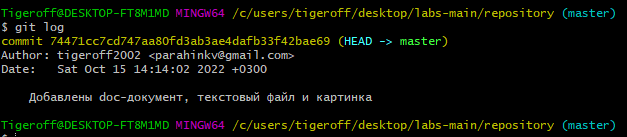 Tigeroff@DESKTOP-FT8M1MD MINGW64 /c/users/tigeroff/desktop/labs-main/repository (master)
$ git log
commit 74471cc7cd747aa80fd3ab3ae4dafb33f42bae69 (HEAD -> master)
Author: tigeroff2002 <parahinkv@gmail.com>
Date:   Sat Oct 15 14:14:02 2022 +0300
    Добавлены doc-документ, текстовый файл и картинка
Tigeroff@DESKTOP-FT8M1MD MINGW64 /c/users/tigeroff/desktop/labs-main/repository (master)